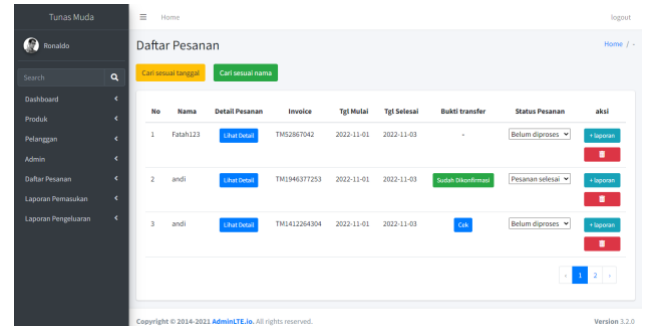 Tunas Muda
Home
logout
Ronaldo
Daftar Pesanan
Home / -
Search
Cari sesuai tanggal
Cari sesuai nama
Dashboard
Produk
Pelanggan
Admin
Daftar Pesanan
Laporan Pemasukan
Laporan Pengeluaran
No Nama Detail Pesanan Invoice Tgl Mulai Tgl Selesai Bukti transfer Status Pesanan aksi
1 Fatah123 Lihat Detail TMS2867042 2022-11-01 2022-11-03 - Belum diproses + laporan
2 andi Lihat Detail TM1946377253 2022-11-01 2022-11-03 Sudah Dikonfirmasi Pesanan selesai + laporan
3 andi Lihat Detail TM1412264304 2022-11-01 2022-11-03 Cek Belum diproses + laporan
‹ 1 2 ›
Copyright © 2014-2021 AdminLTE.io. All rights reserved.
Version 3.2.0